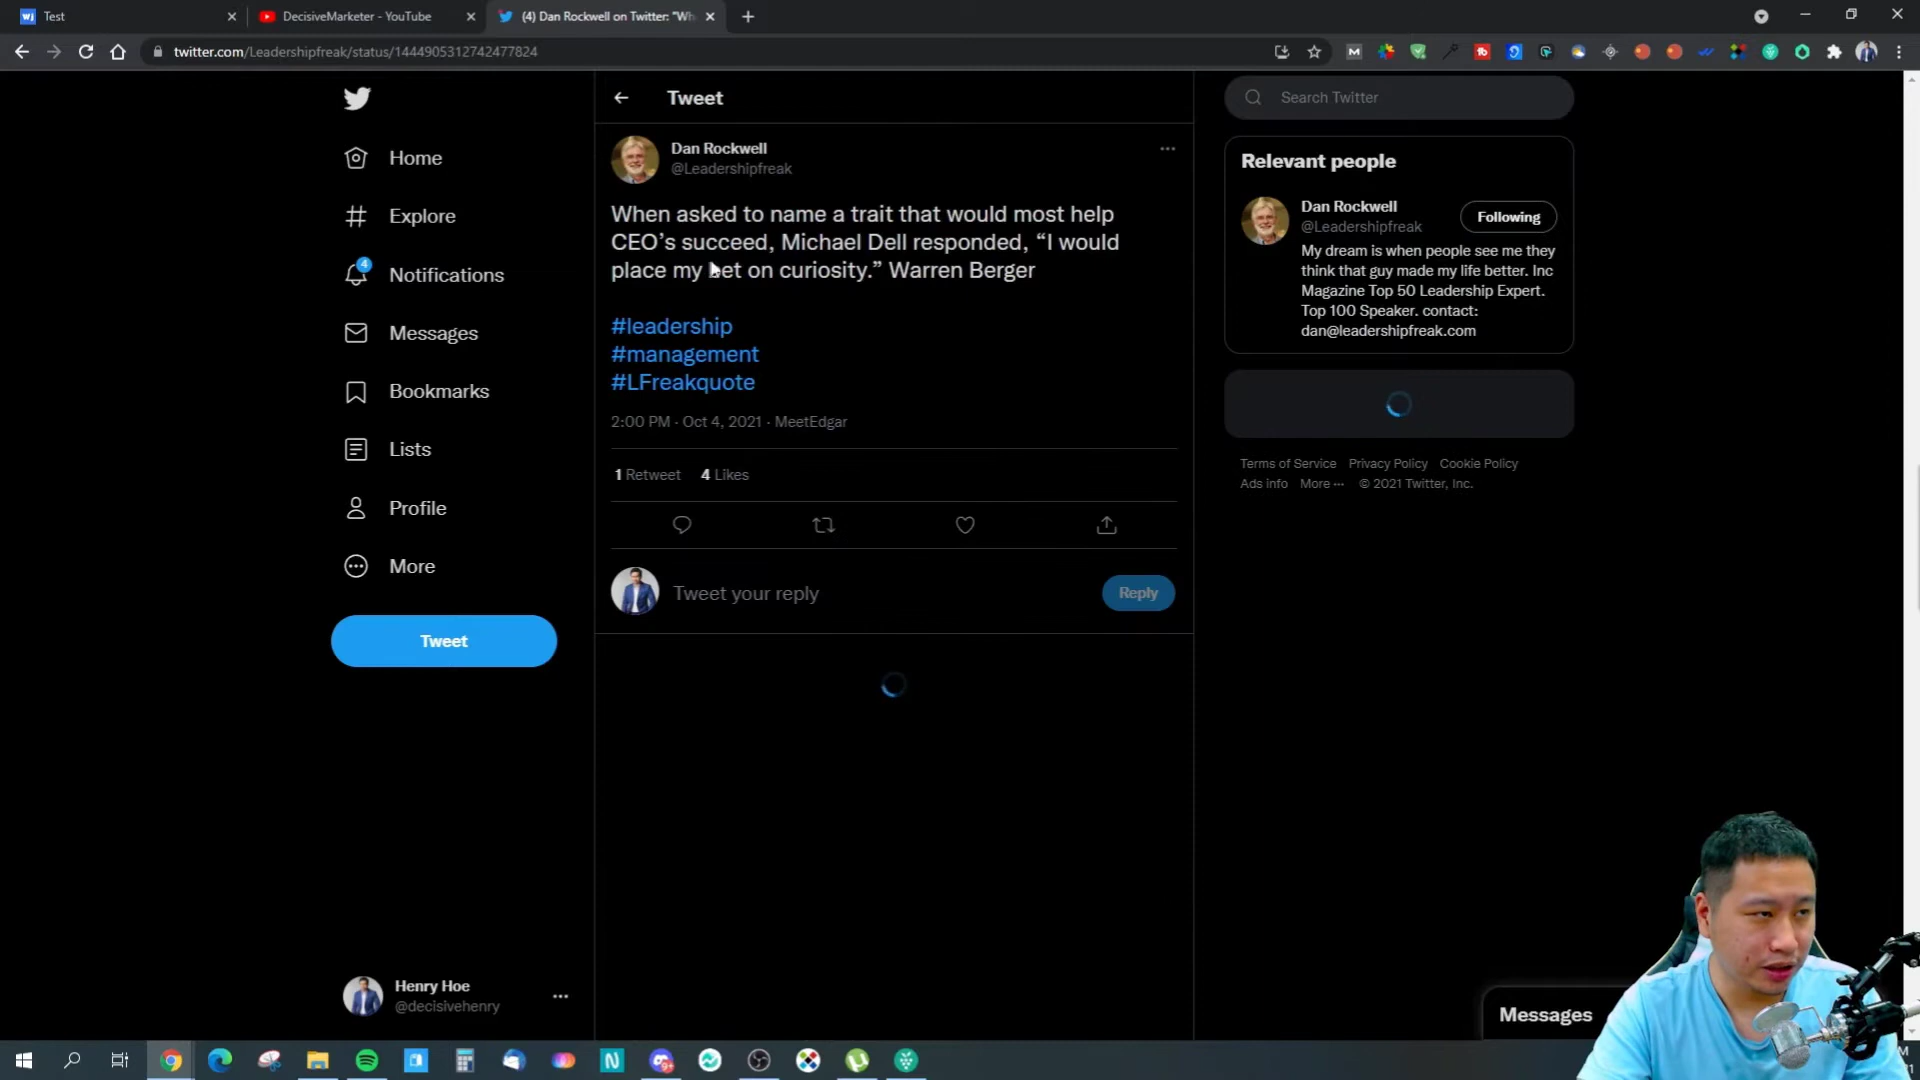 Test
DecisiveMarketer - YouTube
(4) Dan Rockwell on Twitter: "Wh
twitter.com/Leadershipfreak/status/1444905312742477824
Home
Explore
4
Notifications
Messages
Bookmarks
Lists
Profile
More
Tweet
Henry Hoe
@decisivehenry
Tweet
Dan Rockwell
@Leadershipfreak
When asked to name a trait that would most help
CEO’s succeed, Michael Dell responded, “I would
place my bet on curiosity.” Warren Berger
#leadership
#management
#LFreakquote
2:00 PM · Oct 4, 2021 · MeetEdgar
1 Retweet 4 Likes
Tweet your reply
Reply
Search Twitter
Relevant people
Dan Rockwell
@Leadershipfreak
Following
My dream is when people see me they
think that guy made my life better. Inc
Magazine Top 50 Leadership Expert.
Top 100 Speaker. contact:
dan@leadershipfreak.com
Terms of Service Privacy Policy Cookie Policy
Ads info More ··· © 2021 Twitter, Inc.
Messages